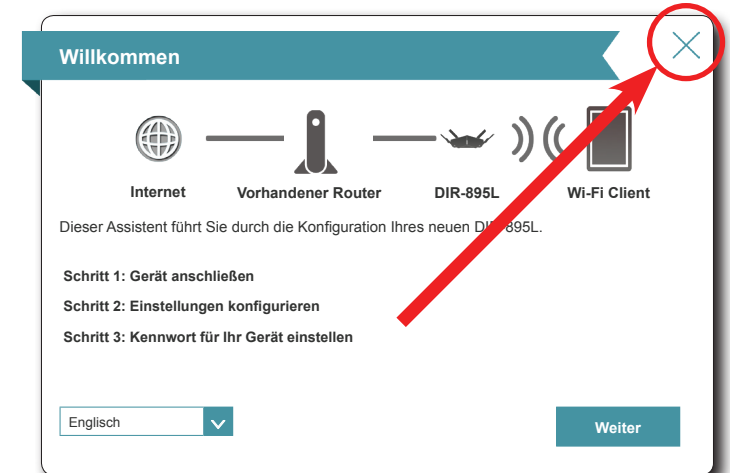 Willkommen
Internet
Vorhandener Router
DIR-895L
Wi-Fi Client
Dieser Assistent führt Sie durch die Konfiguration Ihres neuen DIR-895L.
Schritt 1: Gerät anschließen
Schritt 2: Einstellungen konfigurieren
Schritt 3: Kennwort für Ihr Gerät einstellen
Englisch
Weiter